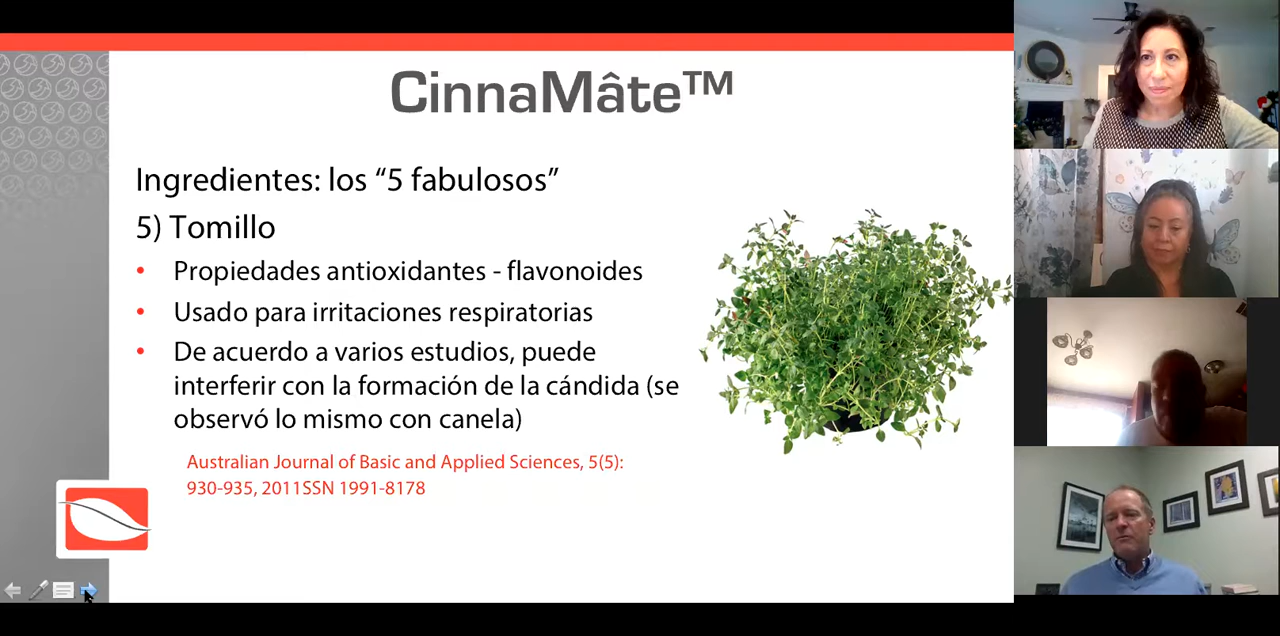 CinnaMâte™
Ingredientes: los “5 fabulosos”
5) Tomillo
• Propiedades antioxidantes - flavonoides
• Usado para irritaciones respiratorias
• De acuerdo a varios estudios, puede
interferir con la formación de la cándida (se
observó lo mismo con canela)
Australian Journal of Basic and Applied Sciences, 5(5):
930-935, 2011SSN 1991-8178